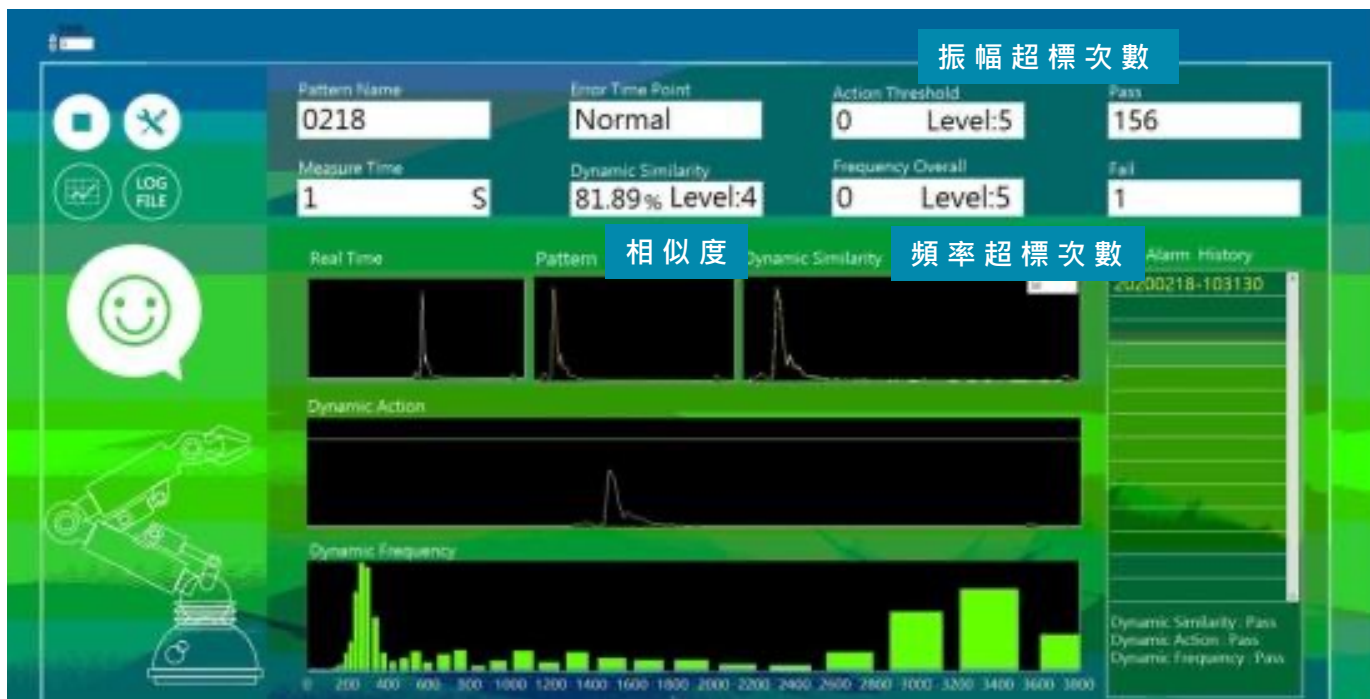 振幅超標次數
Pattern Name
Error Time Point
Action Threshold
Pass
0218
Normal
0 Level:5
156
Measure Time
Dynamic Similarity
Frequency Overall
Fail
1 S
81.89% Level:4
0 Level:5
1
LOG
FILE
相似度
頻率超標次數
Real Time
Pattern
Dynamic Similarity
Alarm History
20200218-103130
Dynamic Action
Dynamic Frequency
Dynamic Similarity : Pass
Dynamic Action : Pass
Dynamic Frequency : Pass
0 200 400 600 800 1000 1200 1400 1600 1800 2000 2200 2400 2600 2800 3000 3200 3400 3600 3800